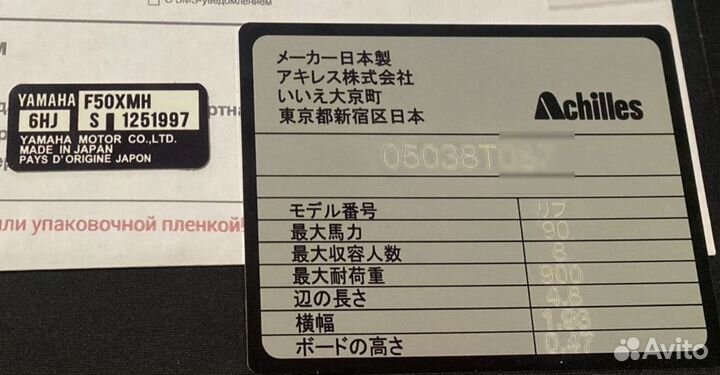 С SMS-уведомлением
YAMAHA F50XMH
6HJ S 1251997
YAMAHA MOTOR CO.,LTD.
MADE IN JAPAN
PAYS D'ORIGINE JAPON
или упаковочной пленкой!
メーカー日本製
アキレス株式会社
いいえ大京町
東京都新宿区日本
Achilles
05038T
モデル番号 リブ
最大馬力 90
最大収容人数 8
最大耐荷重 900
辺の長さ 4.8
横幅 1.93
ボードの高さ 0.47
Avito